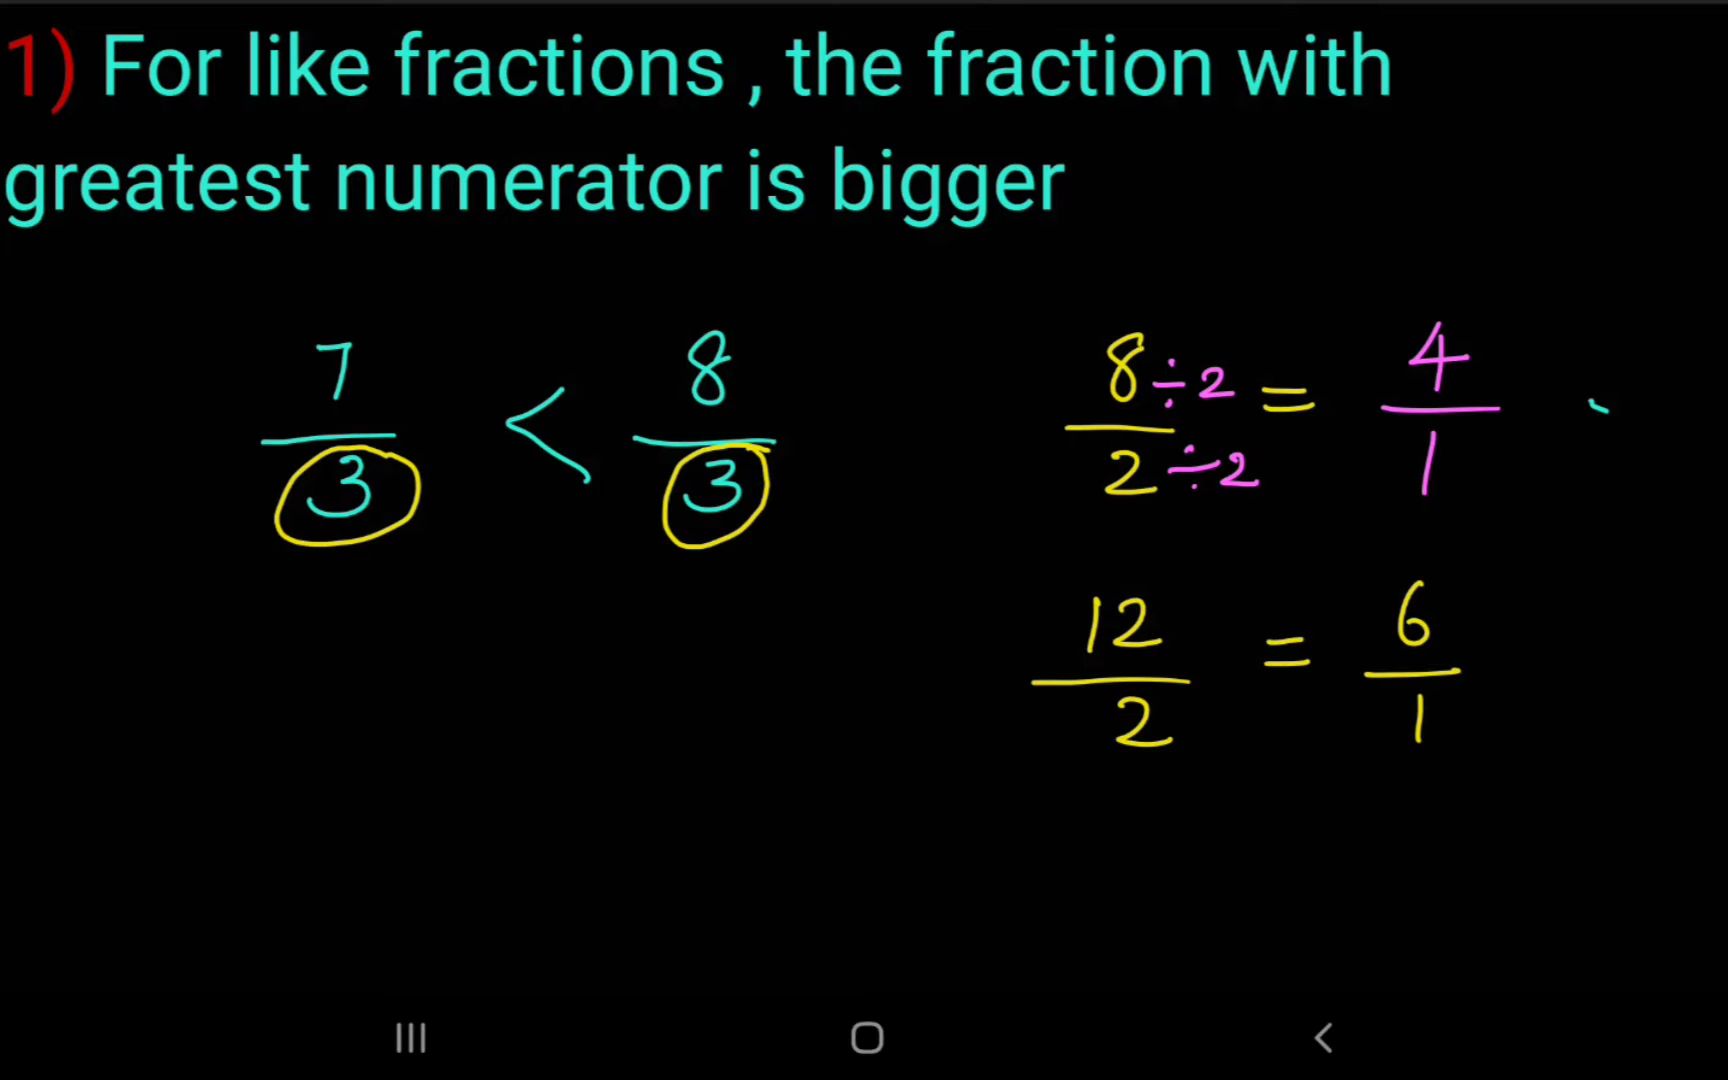 1) For like fractions , the fraction with
greatest numerator is bigger
7/3 < 8/3
8÷2/2÷2 = 4/1
12/2 = 6/1